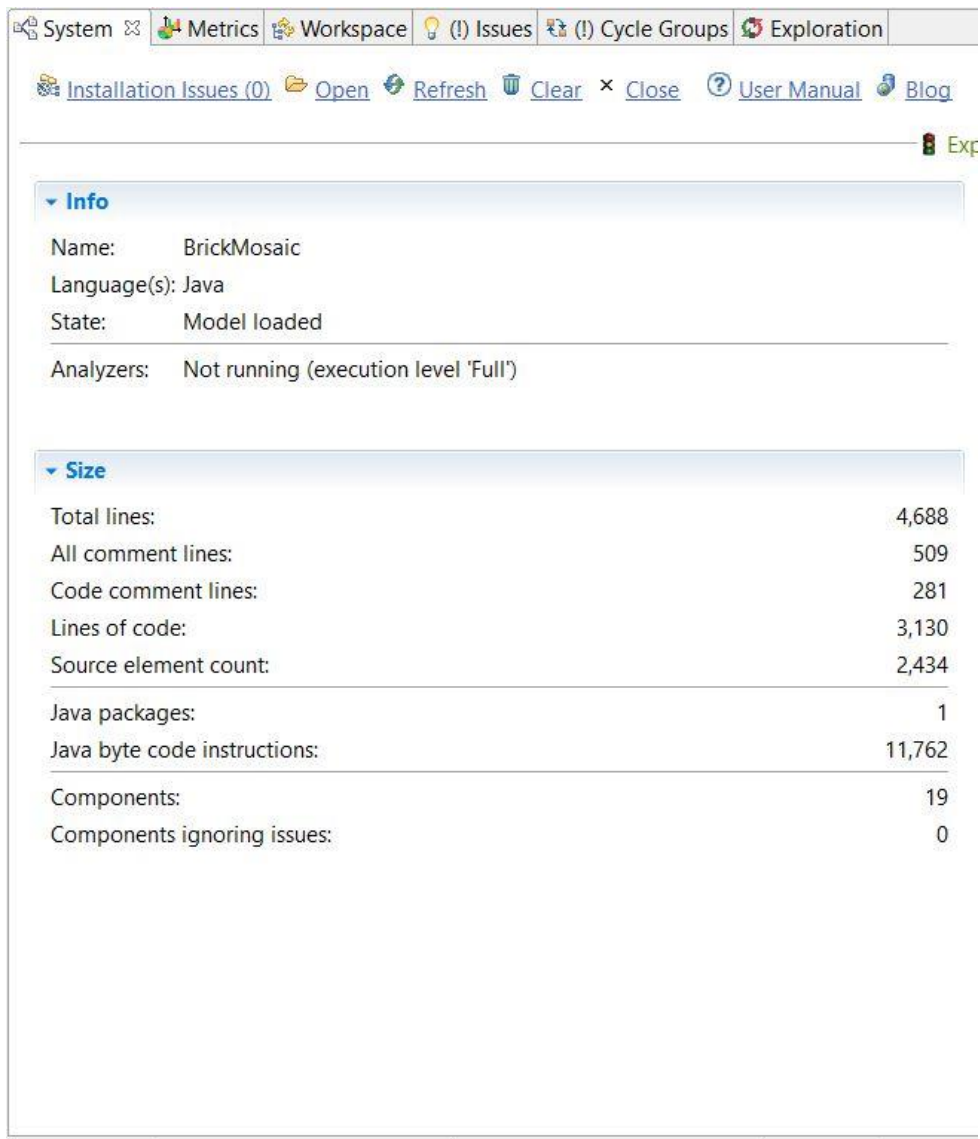 System Metrics Workspace (!) Issues (!) Cycle Groups Exploration
Installation Issues (0) Open Refresh Clear × Close User Manual Blog
Exp
Info
Name: BrickMosaic
Language(s): Java
State: Model loaded
Analyzers: Not running (execution level 'Full')
Size
Total lines: 4,688
All comment lines: 509
Code comment lines: 281
Lines of code: 3,130
Source element count: 2,434
Java packages: 1
Java byte code instructions: 11,762
Components: 19
Components ignoring issues: 0